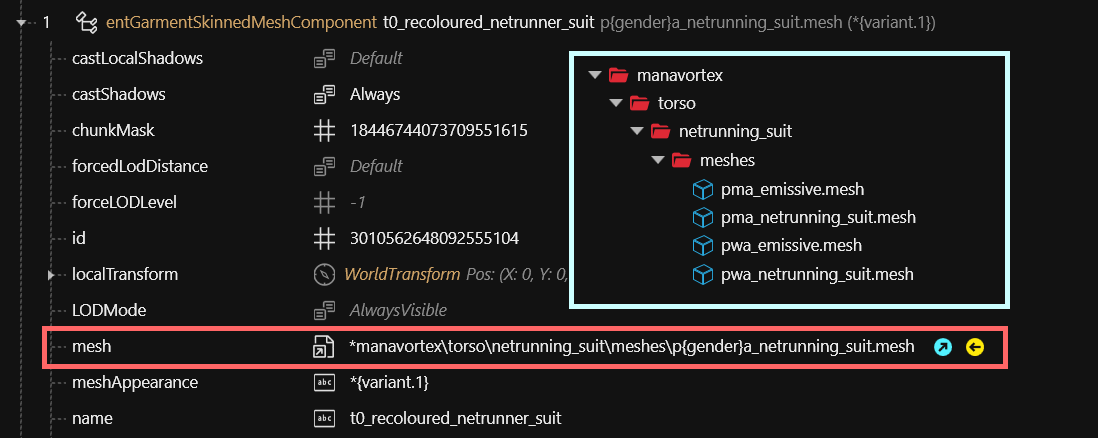 1 entGarmentSkinnedMeshComponent t0_recoloured_netrunner_suit p{gender}a_netrunning_suit.mesh (*{variant.1})
castLocalShadows Default
castShadows Always
chunkMask 18446744073709551615
forcedLodDistance Default
forceLODLevel -1
id 3010562648092555104
localTransform WorldTransform Pos: (X: 0, Y: 0,
LODMode AlwaysVisible
mesh *manavortex\torso\netrunning_suit\meshes\p{gender}a_netrunning_suit.mesh
meshAppearance abc *{variant.1}
name abc t0_recoloured_netrunner_suit
manavortex
torso
netrunning_suit
meshes
pma_emissive.mesh
pma_netrunning_suit.mesh
pwa_emissive.mesh
pwa_netrunning_suit.mesh